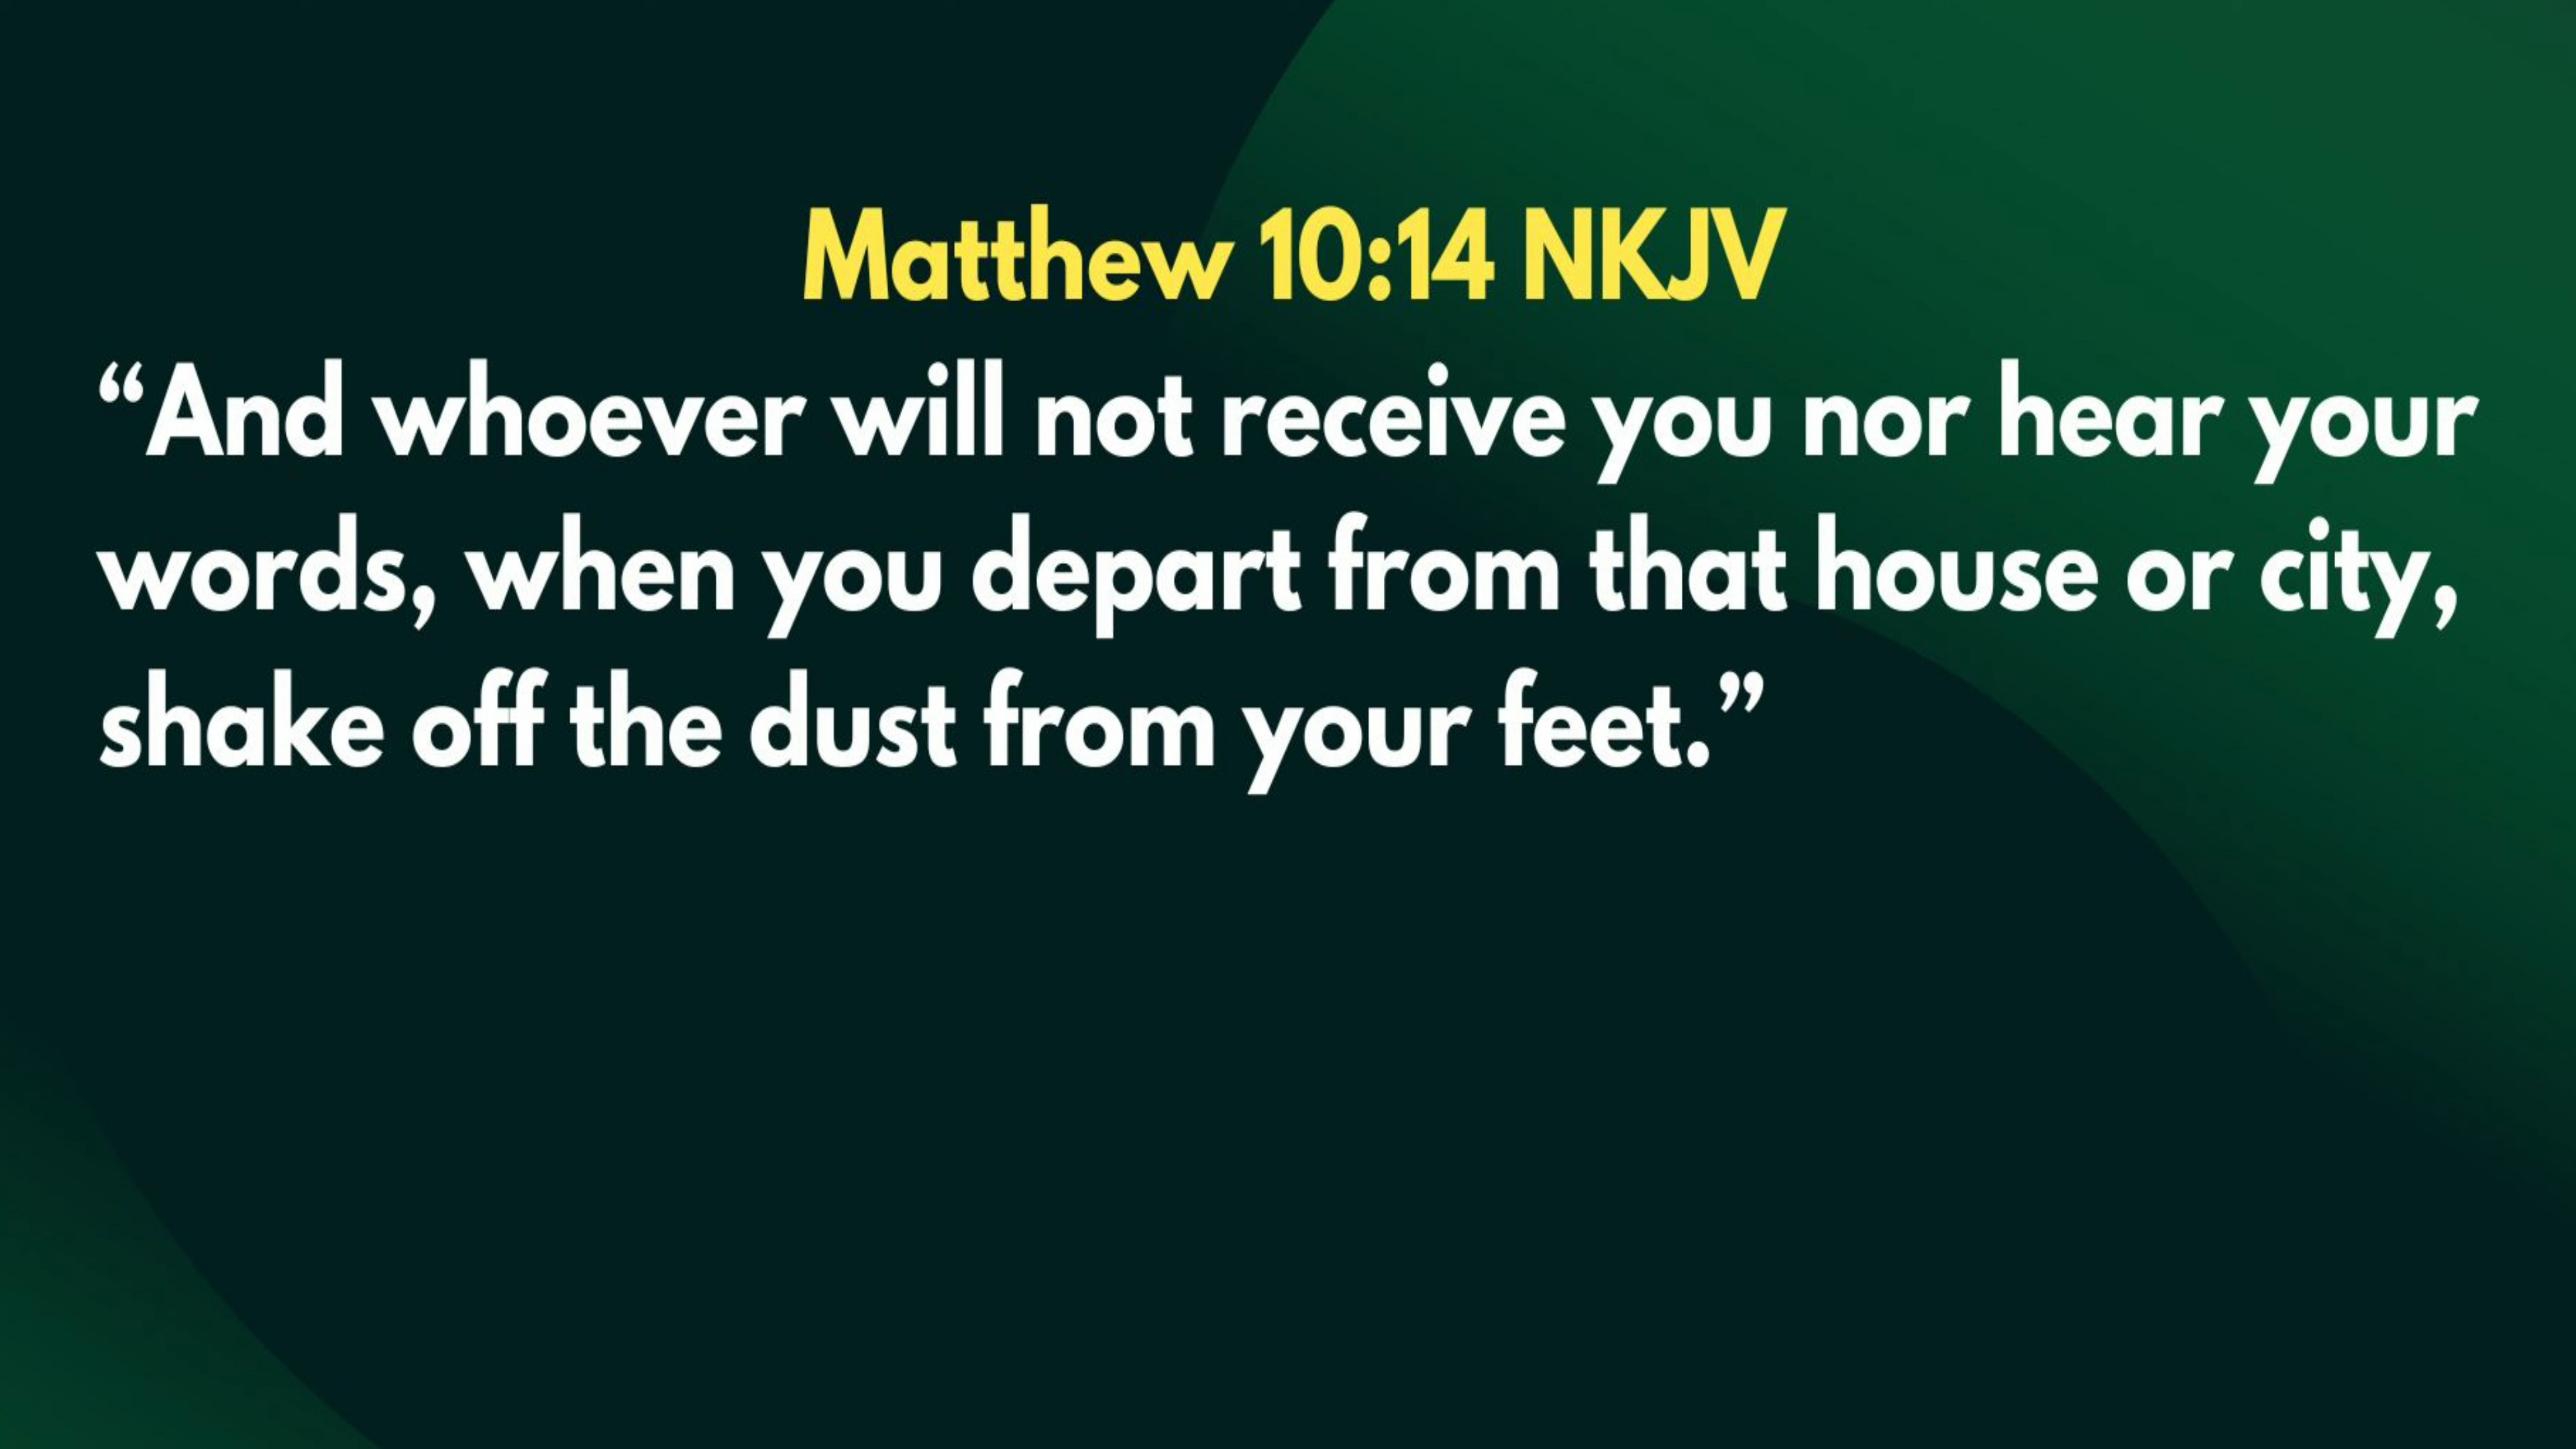 Matthew 10:14 NKJV
“And whoever will not receive you nor hear your
words, when you depart from that house or city,
shake off the dust from your feet.”